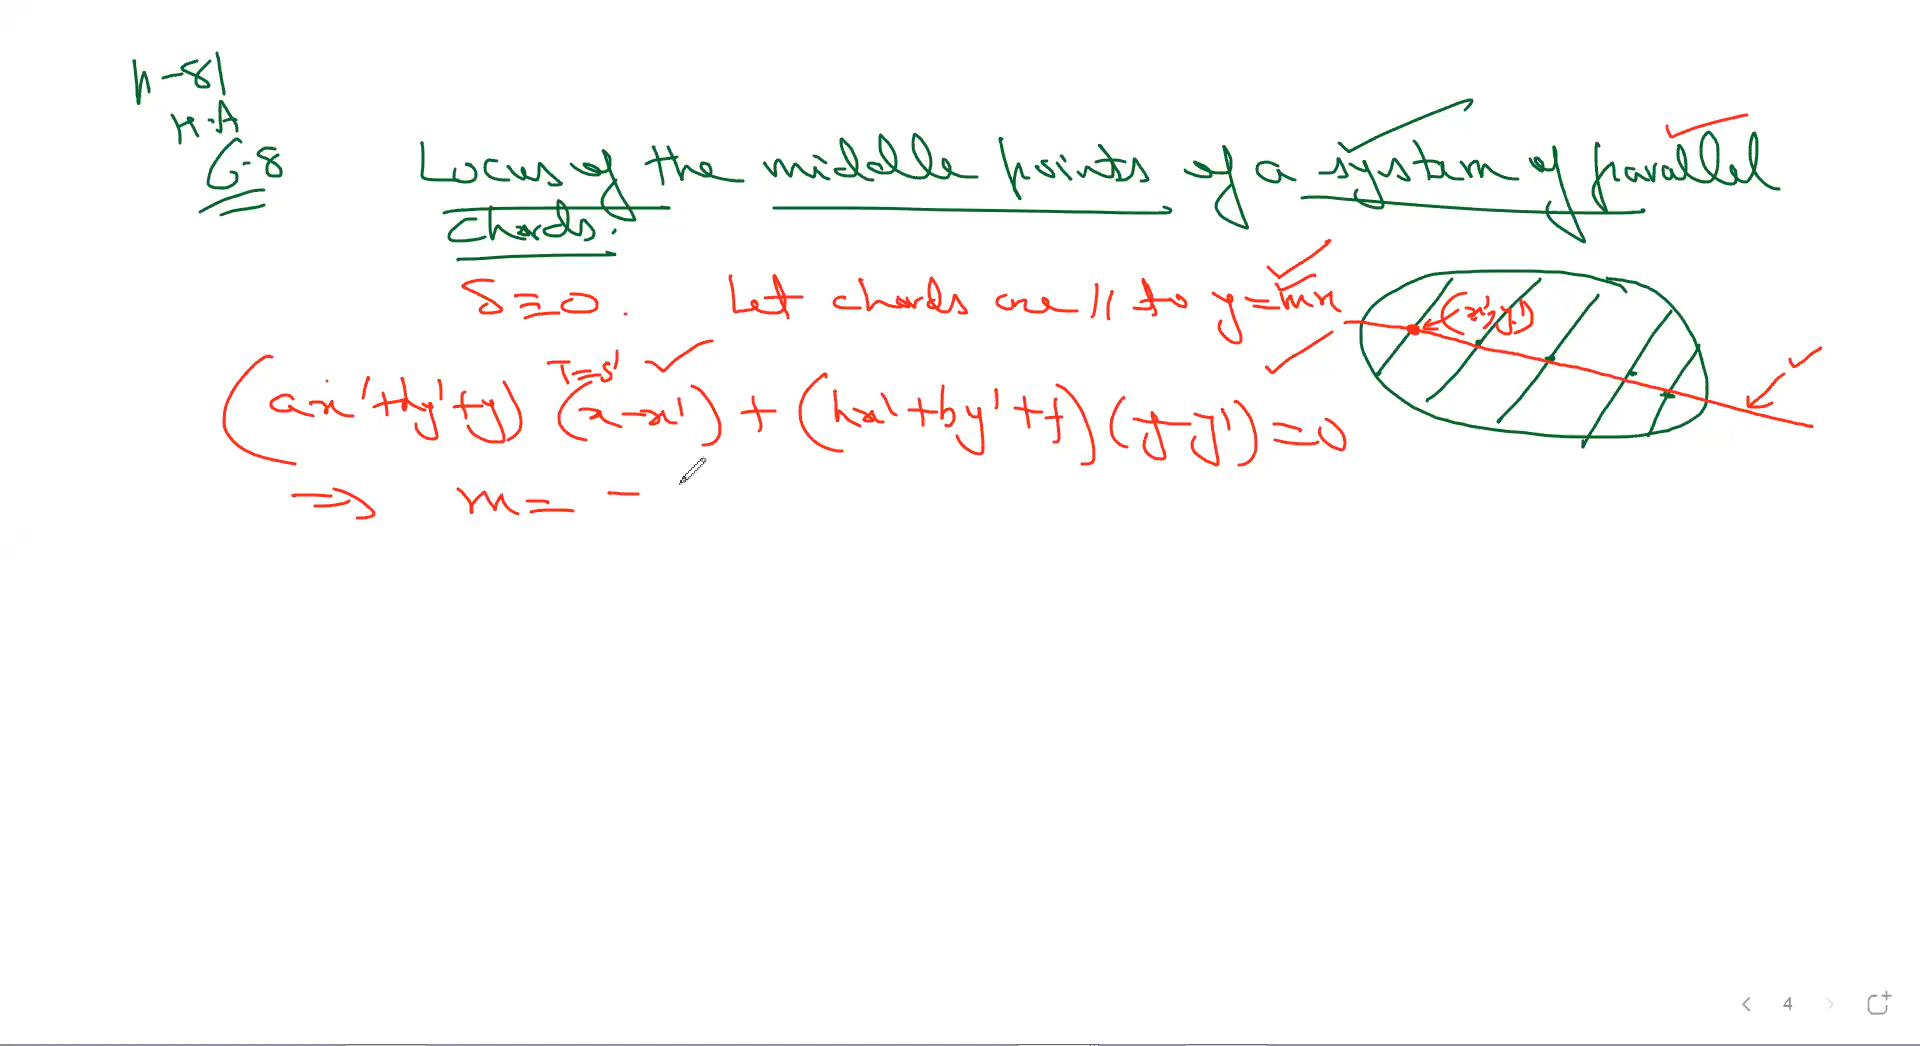 p-81
H.A
6.8
Locus of the middle points of a system of parallel
chords.
S≡0. Let chords are || to y=mx
(x',y')
T=S'
(ax'+hy'+g)(x-x')+(hx'+by'+f)(y-y')=0
⇒ m= -
4